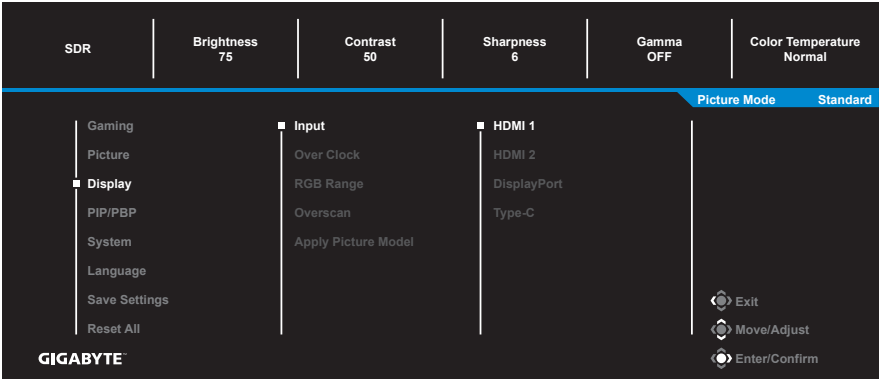 SDR
Brightness
75
Contrast
50
Sharpness
6
Gamma
OFF
Color Temperature
Normal
Picture Mode Standard
Gaming
Picture
Display
PIP/PBP
System
Language
Save Settings
Reset All
Input
Over Clock
RGB Range
Overscan
Apply Picture Model
HDMI 1
HDMI 2
DisplayPort
Type-C
Exit
Move/Adjust
Enter/Confirm
GIGABYTE™